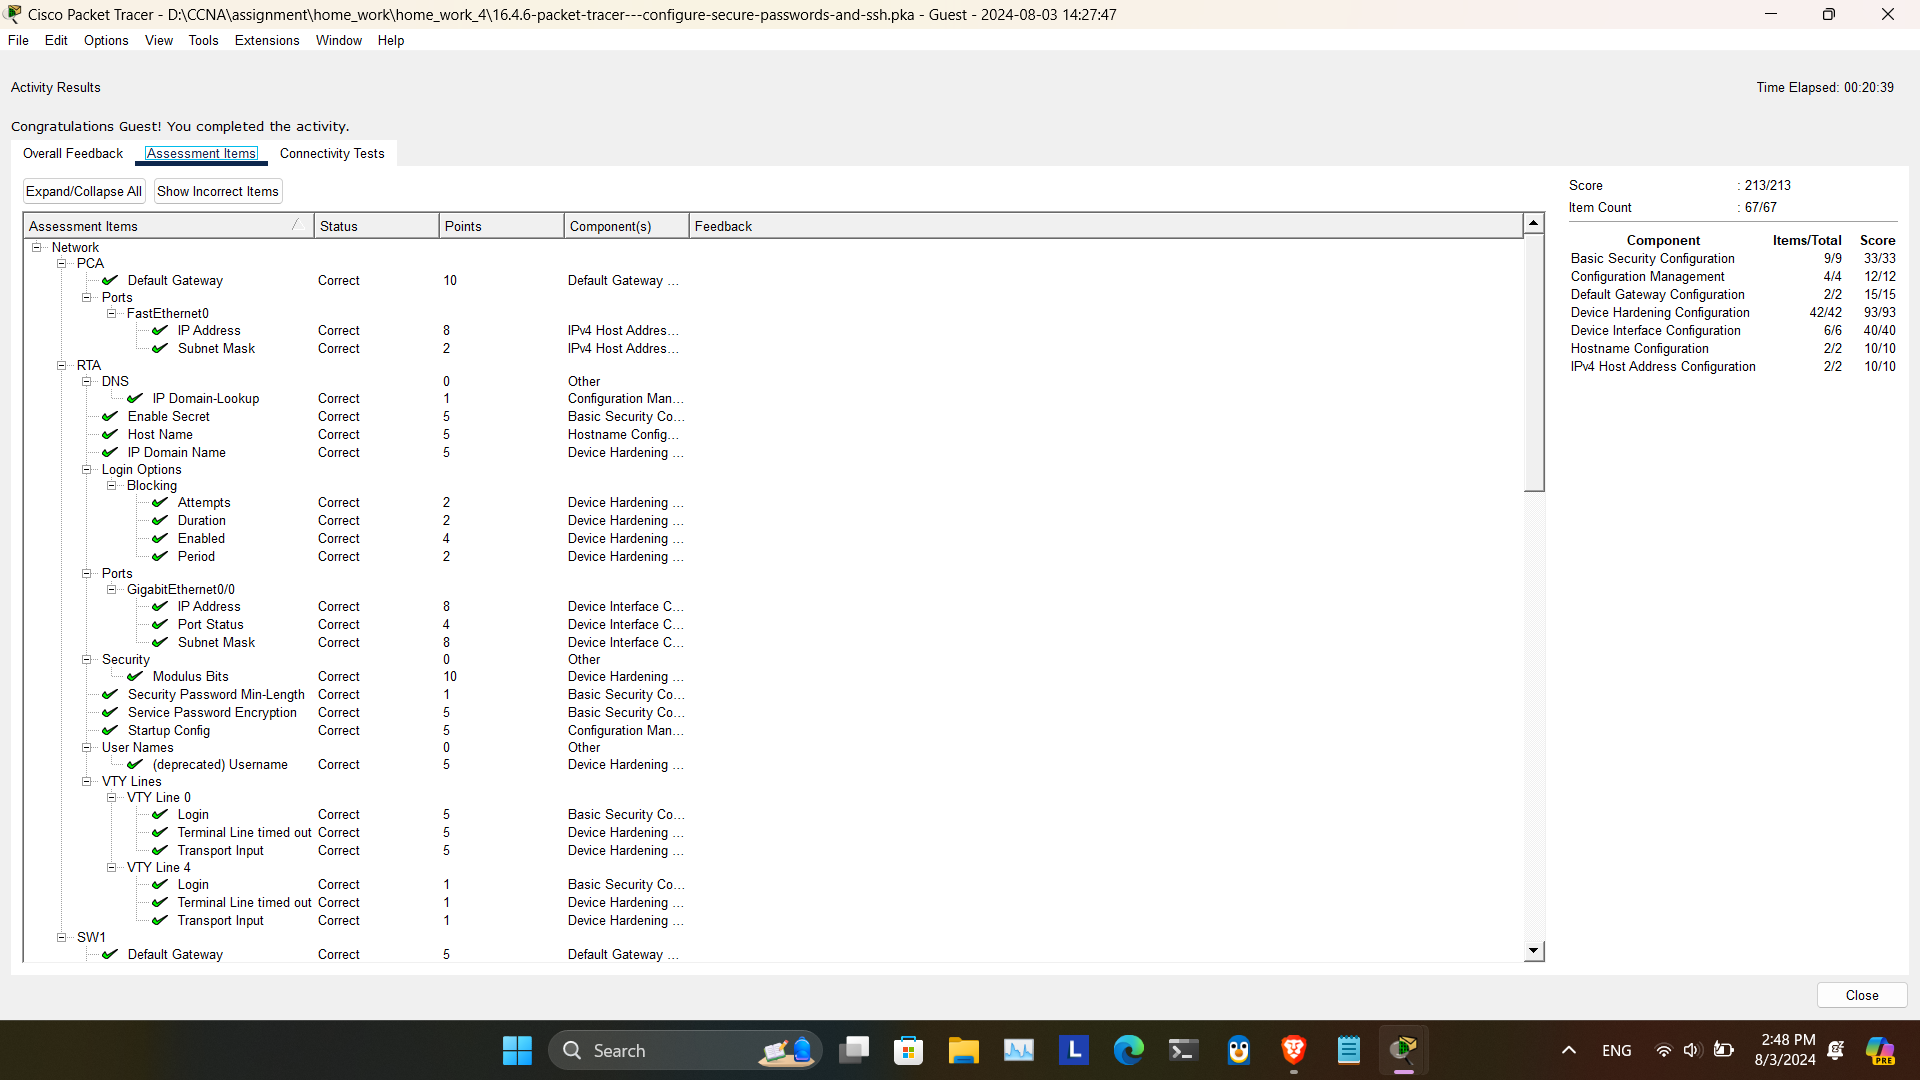 Cisco Packet Tracer - D:\CCNA\assignment\home_work\home_work_4\16.4.6-packet-tracer---configure-secure-passwords-and-ssh.pka - Guest - 2024-08-03 14:27:47
File Edit Options View Tools Extensions Window Help
Activity Results Time Elapsed: 00:20:39
Congratulations Guest! You completed the activity.
Overall Feedback Assessment Items Connectivity Tests
Expand/Collapse All Show Incorrect Items
Assessment Items Status Points Component(s) Feedback
Network
PCA
Default Gateway Correct 10 Default Gateway ...
Ports
FastEthernet0
IP Address Correct 8 IPv4 Host Addres...
Subnet Mask Correct 2 IPv4 Host Addres...
RTA
DNS 0 Other
IP Domain-Lookup Correct 1 Configuration Man...
Enable Secret Correct 5 Basic Security Co...
Host Name Correct 5 Hostname Config...
IP Domain Name Correct 5 Device Hardening ...
Login Options
Blocking
Attempts Correct 2 Device Hardening ...
Duration Correct 2 Device Hardening ...
Enabled Correct 4 Device Hardening ...
Period Correct 2 Device Hardening ...
Ports
GigabitEthernet0/0
IP Address Correct 8 Device Interface C...
Port Status Correct 4 Device Interface C...
Subnet Mask Correct 8 Device Interface C...
Security 0 Other
Modulus Bits Correct 10 Device Hardening ...
Security Password Min-Length Correct 1 Basic Security Co...
Service Password Encryption Correct 5 Basic Security Co...
Startup Config Correct 5 Configuration Man...
User Names 0 Other
(deprecated) Username Correct 5 Device Hardening ...
VTY Lines
VTY Line 0
Login Correct 5 Basic Security Co...
Terminal Line timed out Correct 5 Device Hardening ...
Transport Input Correct 5 Device Hardening ...
VTY Line 4
Login Correct 1 Basic Security Co...
Terminal Line timed out Correct 1 Device Hardening ...
Transport Input Correct 1 Device Hardening ...
SW1
Default Gateway Correct 5 Default Gateway ...
Score : 213/213
Item Count : 67/67
Component Items/Total Score
Basic Security Configuration 9/9 33/33
Configuration Management 4/4 12/12
Default Gateway Configuration 2/2 15/15
Device Hardening Configuration 42/42 93/93
Device Interface Configuration 6/6 40/40
Hostname Configuration 2/2 10/10
IPv4 Host Address Configuration 2/2 10/10
Close
Search
L
ENG
2:48 PM
8/3/2024
PRE